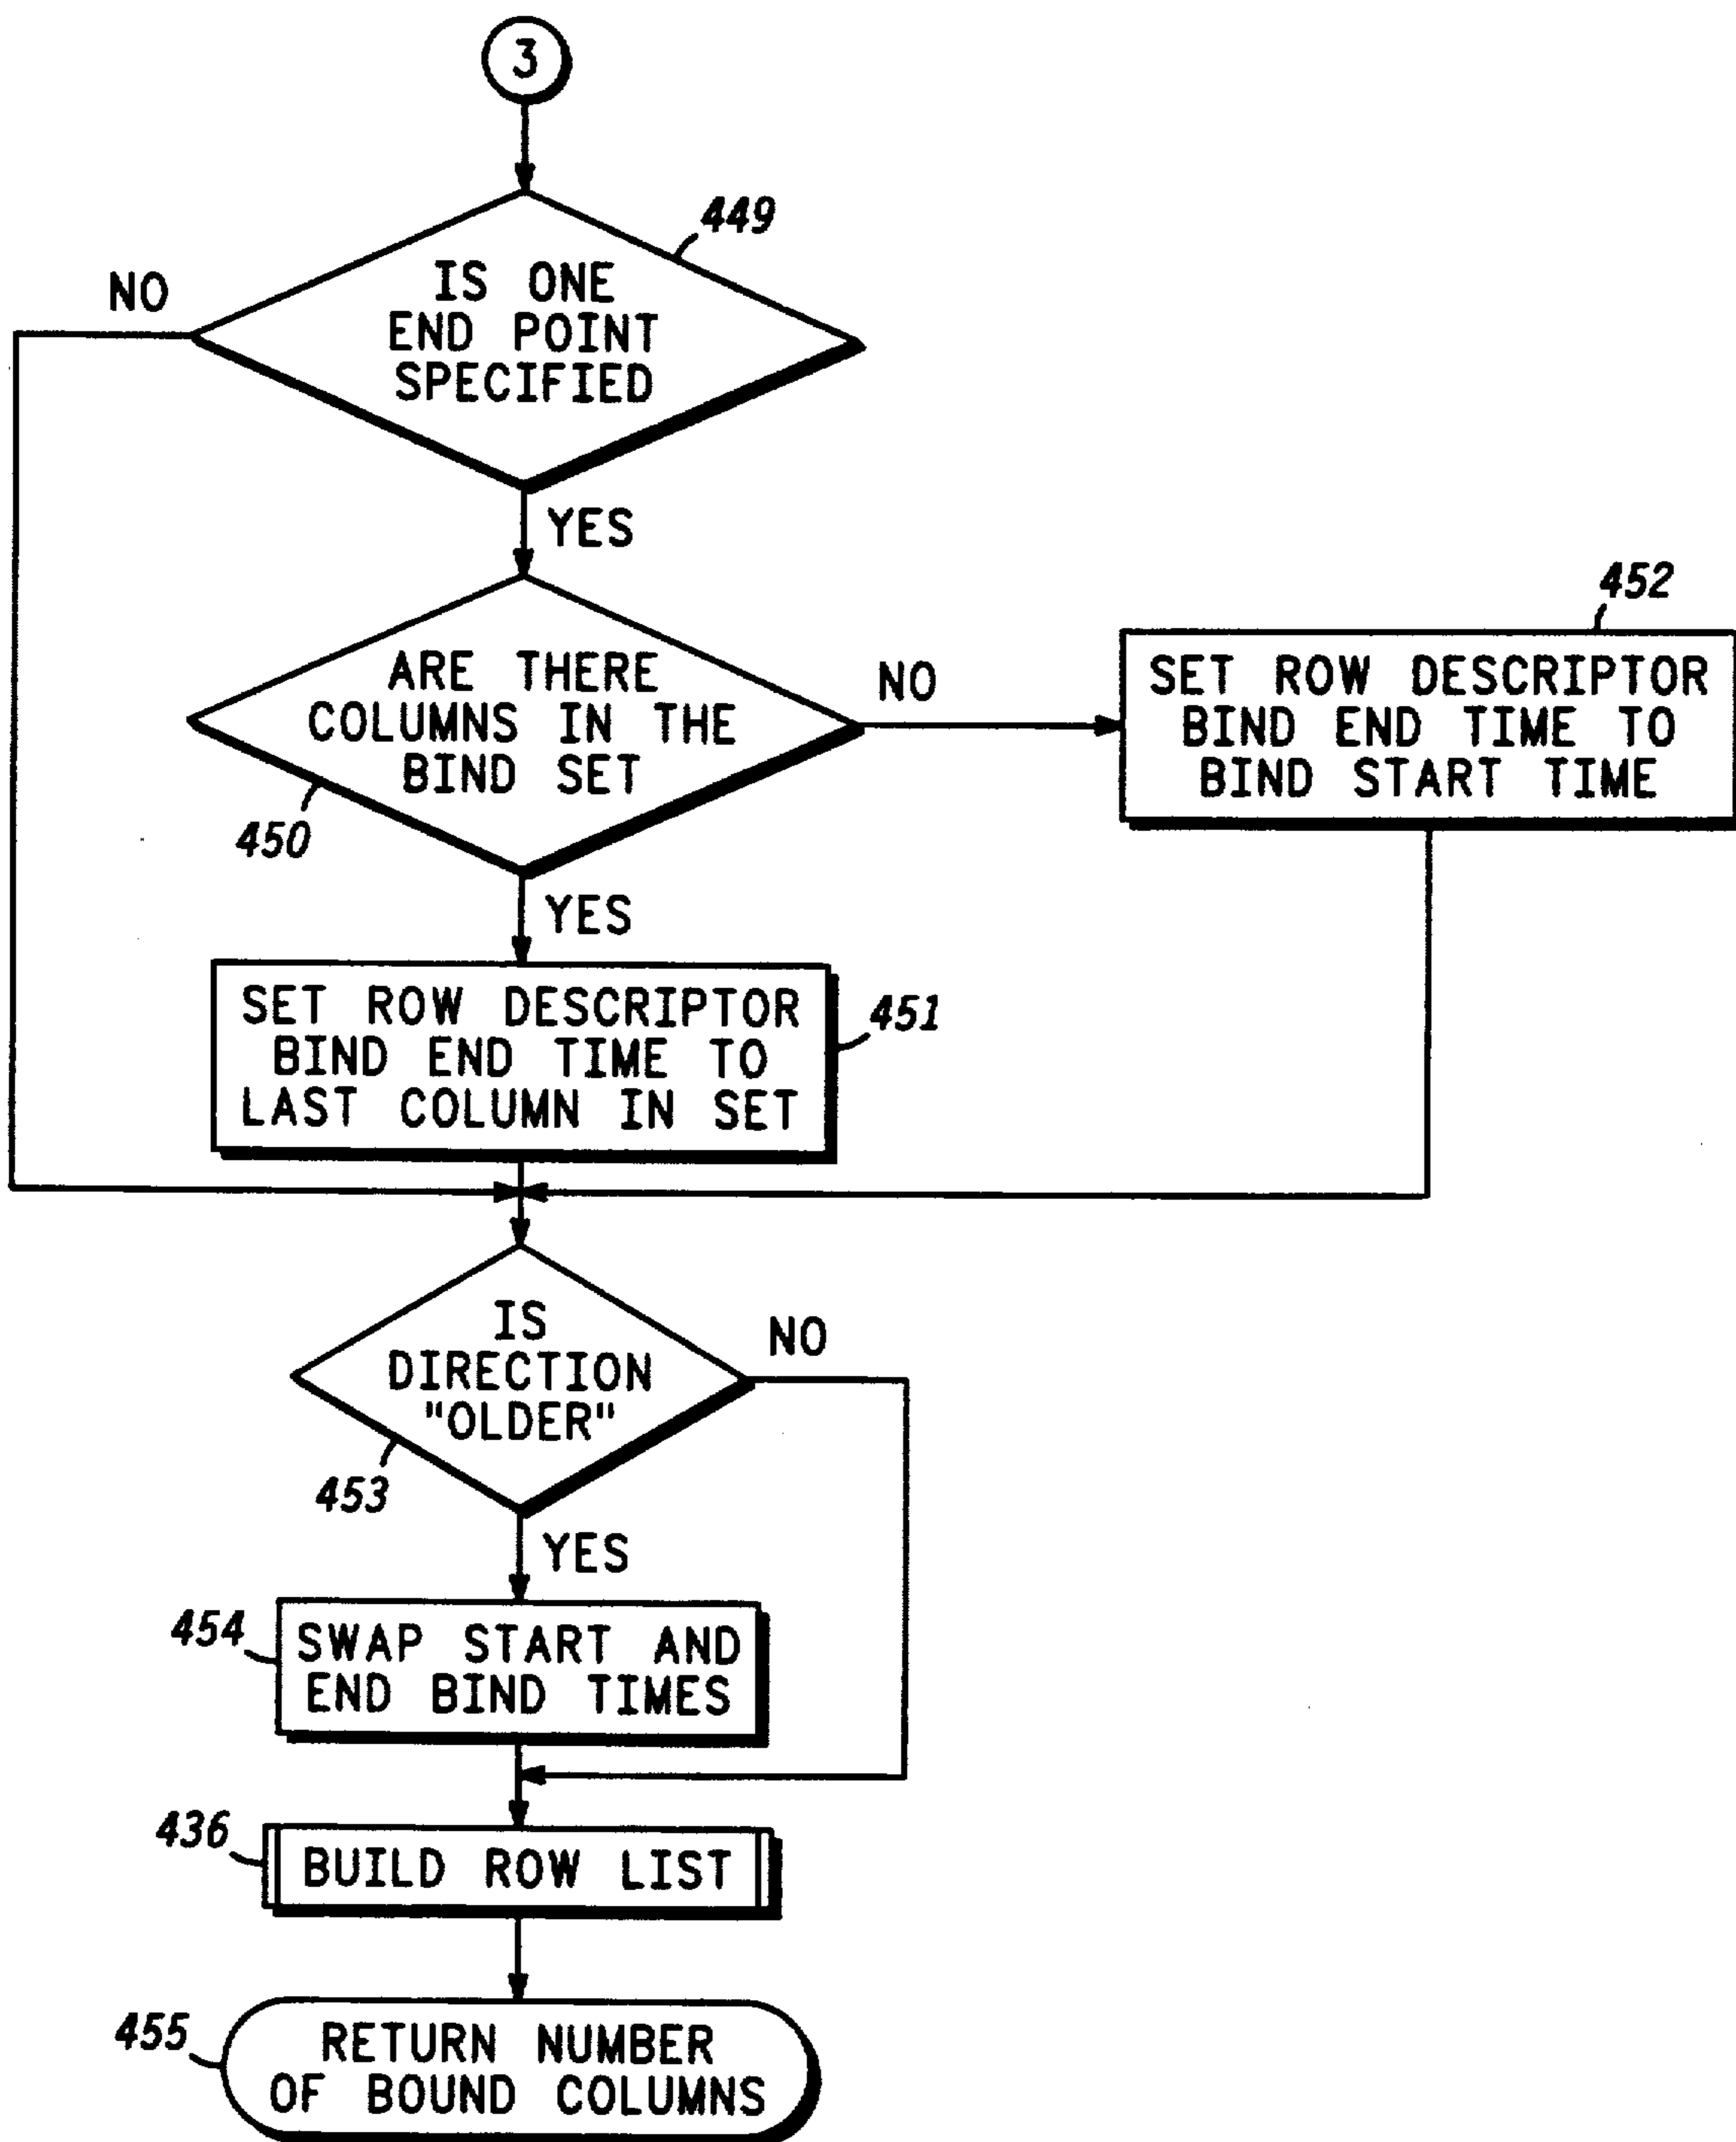 3
449
IS ONE
END POINT
SPECIFIED
NO
YES
452
ARE THERE
COLUMNS IN THE
BIND SET
NO
SET ROW DESCRIPTOR
BIND END TIME TO
BIND START TIME
450
YES
SET ROW DESCRIPTOR
BIND END TIME TO
LAST COLUMN IN SET
451
IS
DIRECTION
"OLDER"
NO
453
YES
454
SWAP START AND
END BIND TIMES
436
BUILD ROW LIST
455
RETURN NUMBER
OF BOUND COLUMNS